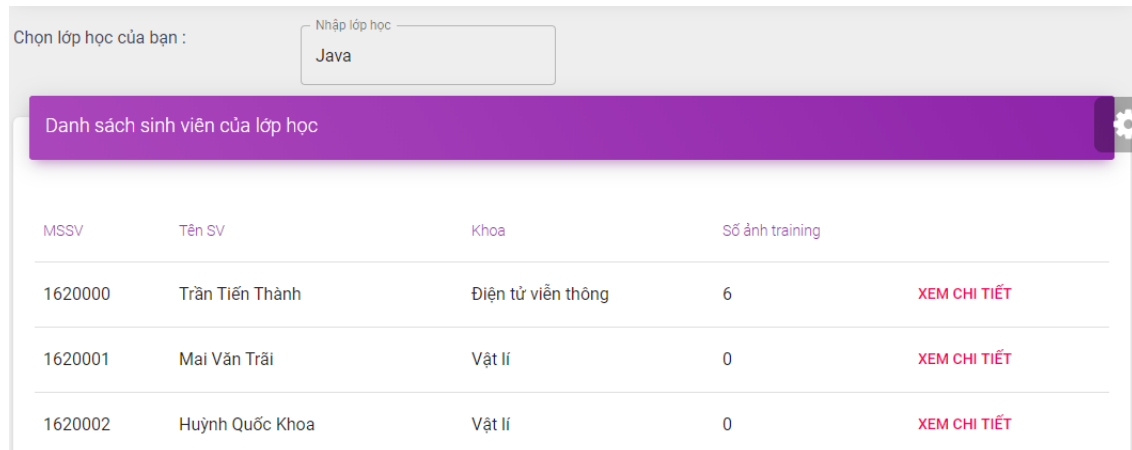 Nhập lớp học
Chọn lớp học của bạn :
Java
Danh sách sinh viên của lớp học
MSSV Tên SV Khoa Số ảnh training
1620000 Trần Tiến Thành Điện tử viễn thông 6 XEM CHI TIẾT
1620001 Mai Văn Trãi Vật lí 0 XEM CHI TIẾT
1620002 Huỳnh Quốc Khoa Vật lí 0 XEM CHI TIẾT